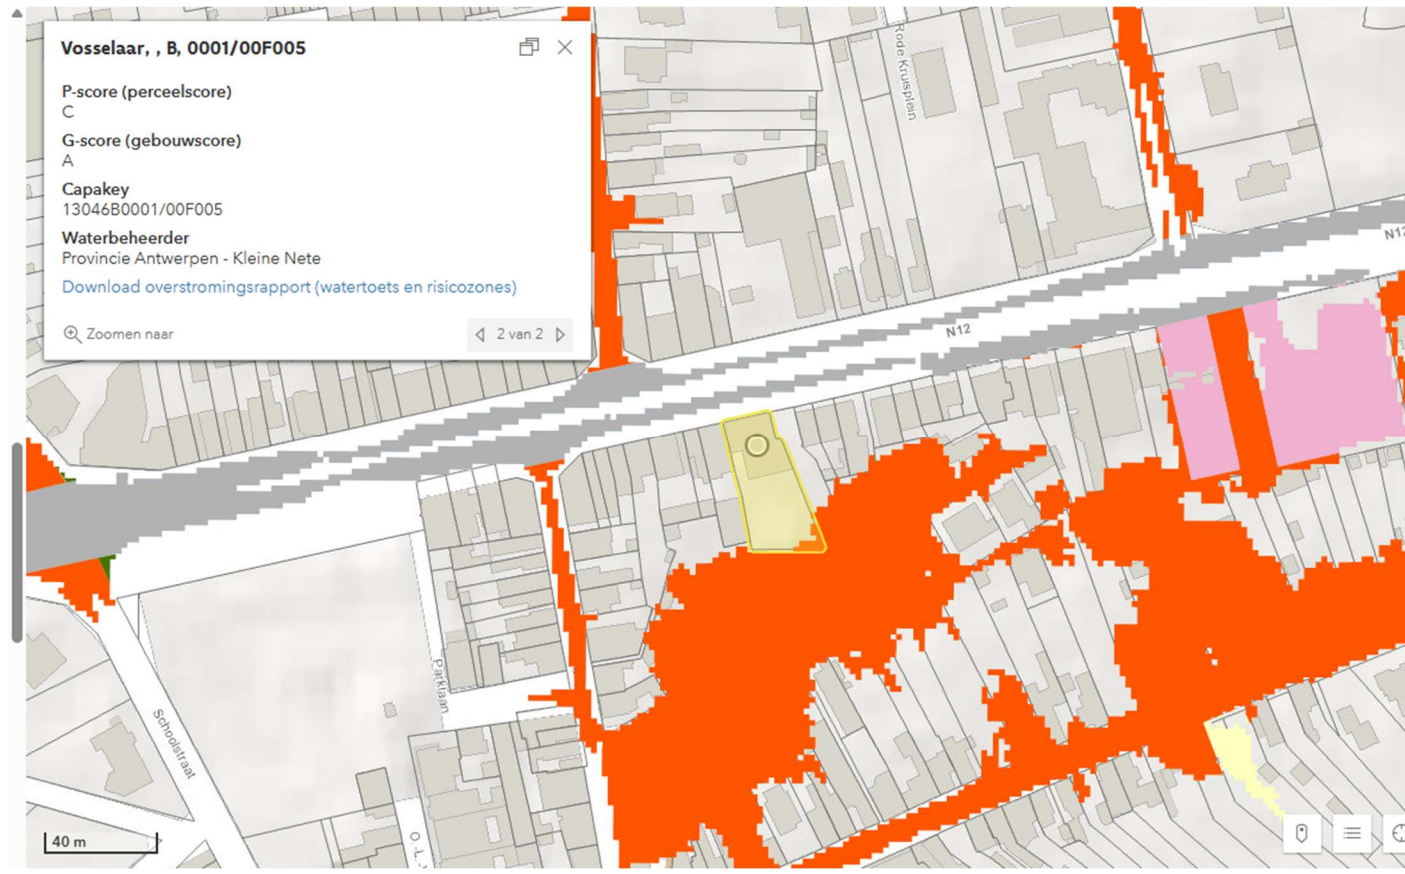 Vosselaar, , B, 0001/00F005
P-score (perceelscore)
C
G-score (gebouwscore)
A
Capakey
13046B0001/00F005
Waterbeheerder
Provincie Antwerpen - Kleine Nete
Download overstromingsrapport (watertoets en risicozones)
Zoomen naar
2 van 2
Rode Kruisplein
N12
N12
Parklaan
Schoolstraat
O.-L.-
40 m